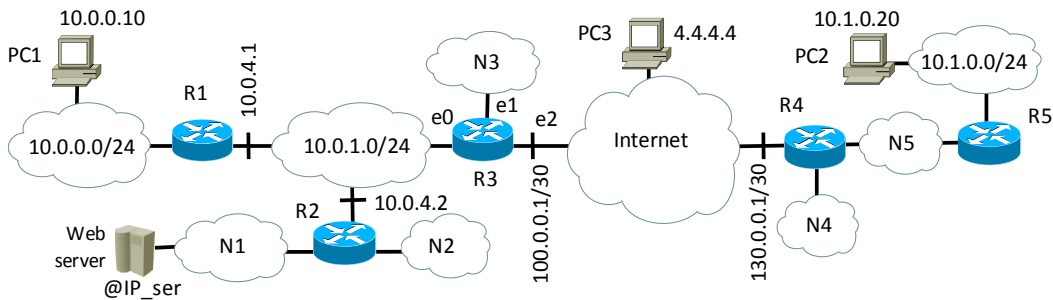 10.0.0.10
PC1
10.0.0.0/24
R1
10.0.4.1
10.0.1.0/24
10.0.4.2
R2
Web
server
@IP_ser
N1
N2
N3
e0
e1
e2
R3
100.0.0.1/30
PC3
4.4.4.4
Internet
130.0.0.1/30
R4
N4
N5
10.1.0.20
PC2
10.1.0.0/24
R5